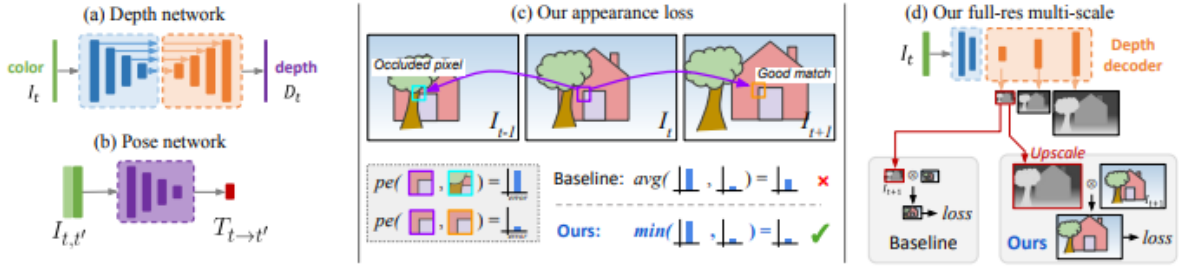 (a) Depth network
color
I_t
depth
D_t
(b) Pose network
I_{t,t'}
T_{t→t'}
(c) Our appearance loss
Occluded pixel
Good match
I_{t-1}
I_t
I_{t+1}
pe( , ) =
error
pe( , ) =
error
Baseline: avg( , ) = ×
Ours: min( , ) = ✓
(d) Our full-res multi-scale
I_t
Depth
decoder
Upscale
I_{t+1}
⊗
loss
Baseline
⊗
I_{t+1}
loss
Ours